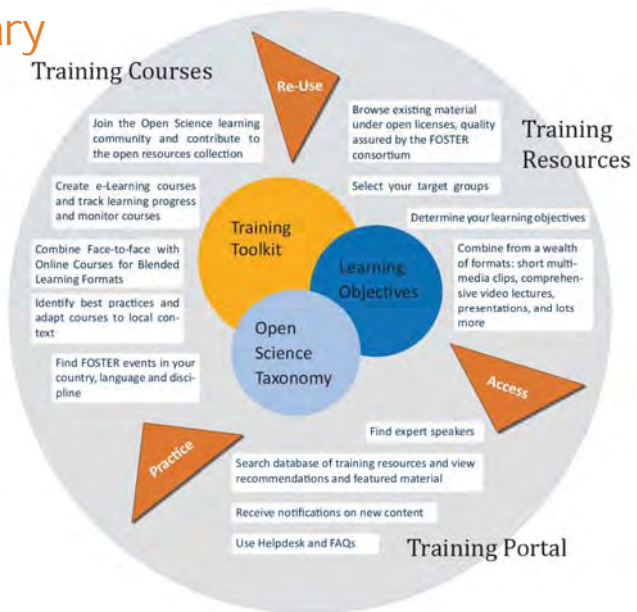 ary
Training Courses
Re-Use
Join the Open Science learning
community and contribute to
the open resources collection
Browse existing material
under open licenses, quality
assured by the FOSTER
consortium
Training
Resources
Create e-Learning courses
and track learning progress
and monitor courses
Select your target groups
Training
Toolkit
Determine your learning objectives
Combine Face-to-face with
Online Courses for Blended
Learning Formats
Learning
Objectives
Combine from a wealth
of formats: short multi-
media clips, comprehen-
sive video lectures,
presentations, and lots
more
Identify best practices and
adapt courses to local con-
text
Open
Science
Taxonomy
Find FOSTER events in your
country, language and disci-
pline
Access
Practice
Find expert speakers
Search database of training resources and view
recommendations and featured material
Receive notifications on new content
Use Helpdesk and FAQs
Training Portal